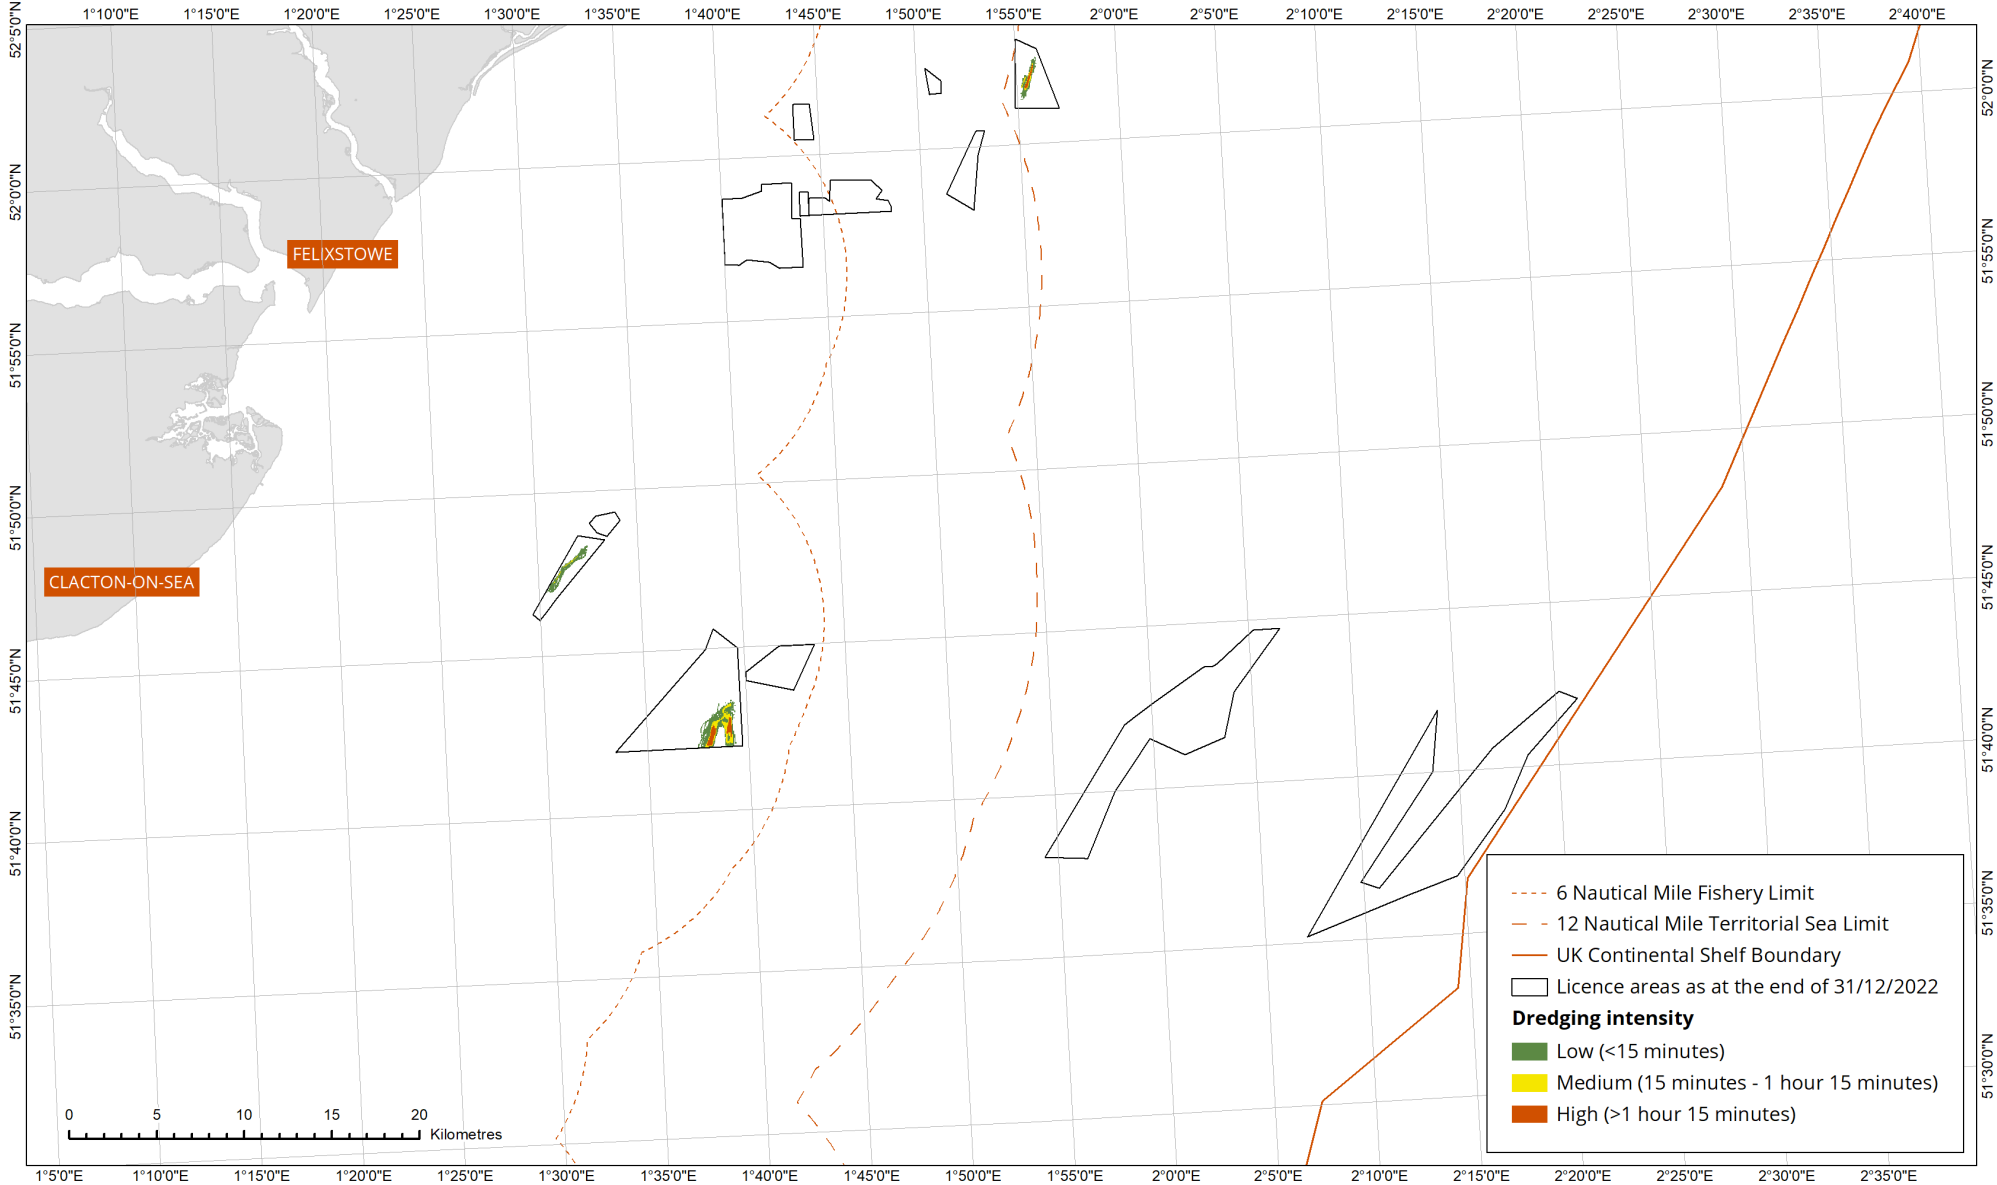 1°10'0"E 1°15'0"E 1°20'0"E 1°25'0"E 1°30'0"E 1°35'0"E 1°40'0"E 1°45'0"E 1°50'0"E 1°55'0"E 2°0'0"E 2°5'0"E 2°10'0"E 2°15'0"E 2°20'0"E 2°25'0"E 2°30'0"E 2°35'0"E 2°40'0"E
52°5'0"N
52°0'0"N
51°55'0"N
51°50'0"N
51°45'0"N
51°40'0"N
51°35'0"N
52°0'0"N
51°55'0"N
51°50'0"N
51°45'0"N
51°40'0"N
51°35'0"N
51°30'0"N
FELIXSTOWE
CLACTON-ON-SEA
6 Nautical Mile Fishery Limit
12 Nautical Mile Territorial Sea Limit
UK Continental Shelf Boundary
Licence areas as at the end of 31/12/2022
Dredging intensity
Low (<15 minutes)
Medium (15 minutes - 1 hour 15 minutes)
High (>1 hour 15 minutes)
0 5 10 15 20
Kilometres
1°5'0"E 1°10'0"E 1°15'0"E 1°20'0"E 1°25'0"E 1°30'0"E 1°35'0"E 1°40'0"E 1°45'0"E 1°50'0"E 1°55'0"E 2°0'0"E 2°5'0"E 2°10'0"E 2°15'0"E 2°20'0"E 2°25'0"E 2°30'0"E 2°35'0"E